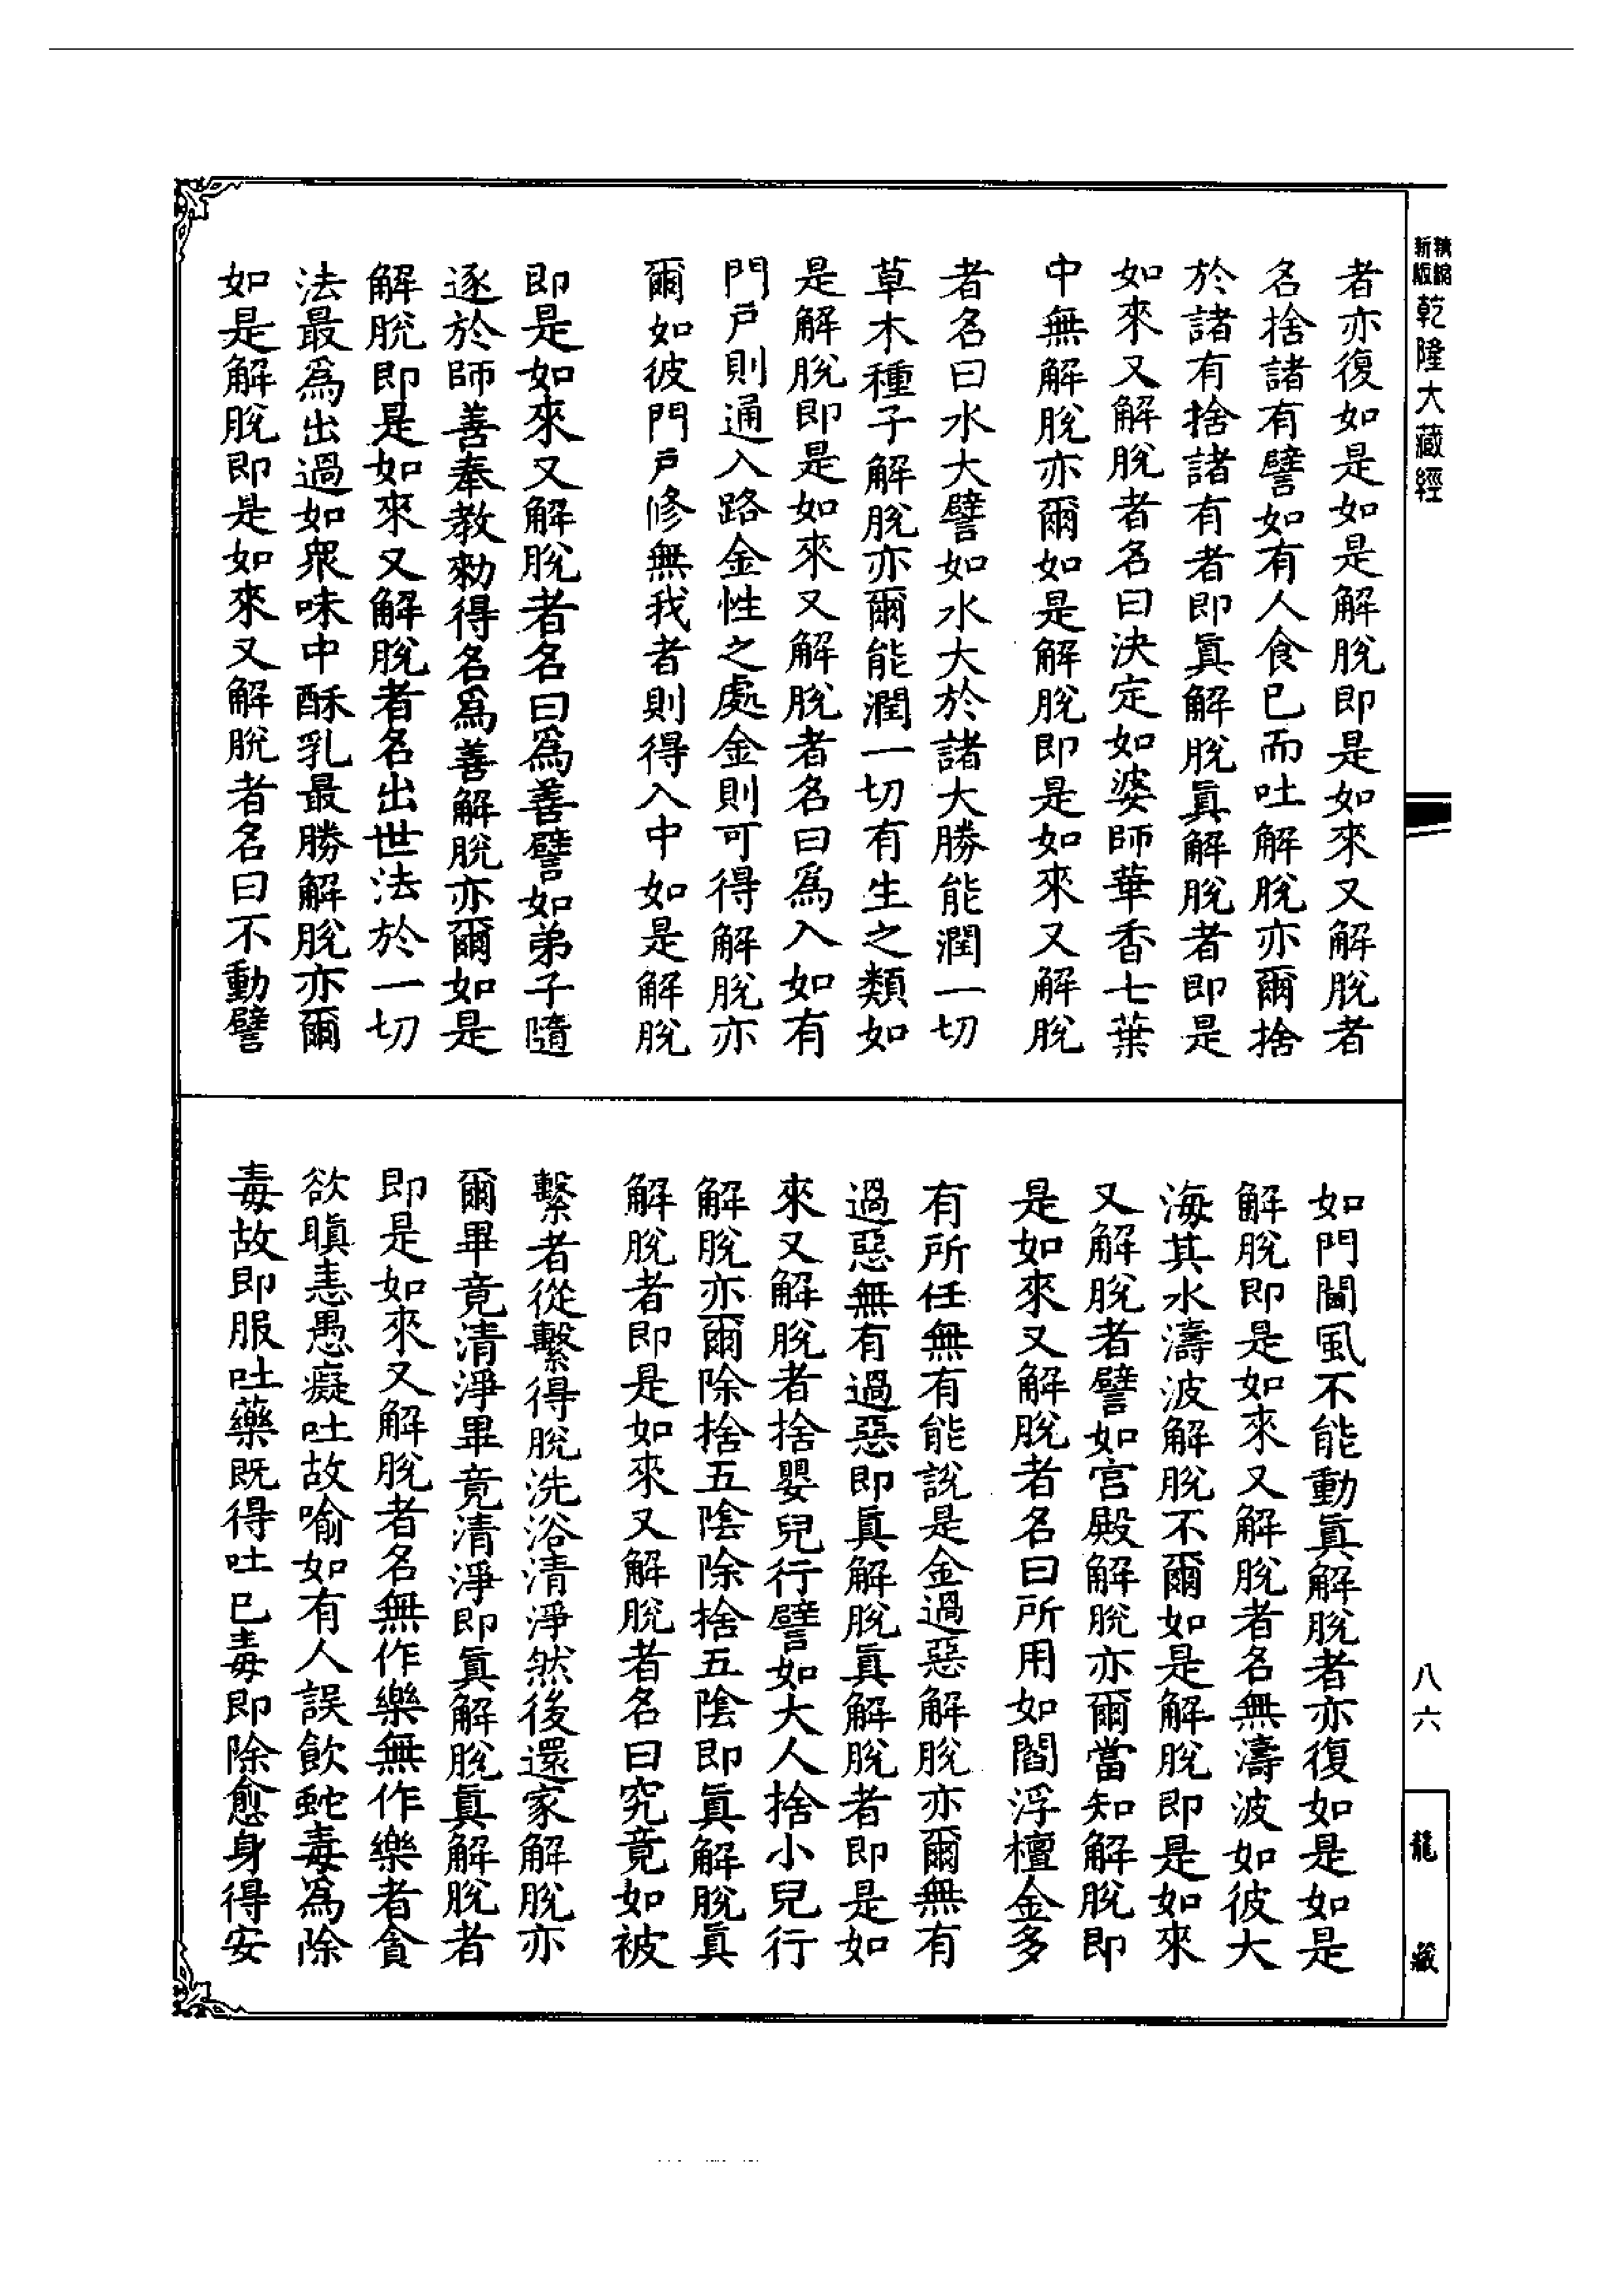 精縮新版乾隆大藏經
者亦復如是如是解脫即是如來又解脫者
名捨諸有譬如有人食已而吐解脫亦爾捨
於諸有捨諸有者即眞解脫眞解脫者即是
如來又解脫者名曰決定如婆師華香七葉
中無解脫亦爾如是解脫即是如來又解脫
者名曰水大譬如水大於諸大勝能潤一切
草木種子解脫亦爾能潤一切有生之類如
是解脫即是如來又解脫者名曰爲入如有
門戶則通入路金性之處金則可得解脫亦
爾如彼門戶修無我者則得入中如是解脫
即是如來又解脫者名曰爲善譬如弟子隨
逐於師善奉教勑得名爲善解脫亦爾如是
解脫即是如來又解脫者名出世法於一切
法最爲出過如衆味中酥乳最勝解脫亦爾
如是解脫即是如來又解脫者名曰不動譬
如門閫風不能動眞解脫者亦復如是如是
解脫即是如來又解脫者名無濤波如彼大
海其水濤波解脫不爾如是解脫即是如來
又解脫者譬如宮殿解脫亦爾當知解脫即
是如來又解脫者名曰所用如閻浮檀金多
有所任無有能說是金過惡解脫亦爾無有
過惡無有過惡即眞解脫眞解脫者即是如
來又解脫者捨嬰兒行譬如大人捨小兒行
解脫亦爾除捨五陰除捨五陰即眞解脫眞
解脫者即是如來又解脫者名曰究竟如被
繫者從繫得脫洗浴清淨然後還家解脫亦
爾畢竟清淨畢竟清淨即眞解脫眞解脫者
即是如來又解脫者名無作樂無作樂者貪
欲瞋恚愚癡吐故喻如有人誤飲蛇毒爲除
毒故即服吐藥既得吐已毒即除愈身得安
八六
龍藏